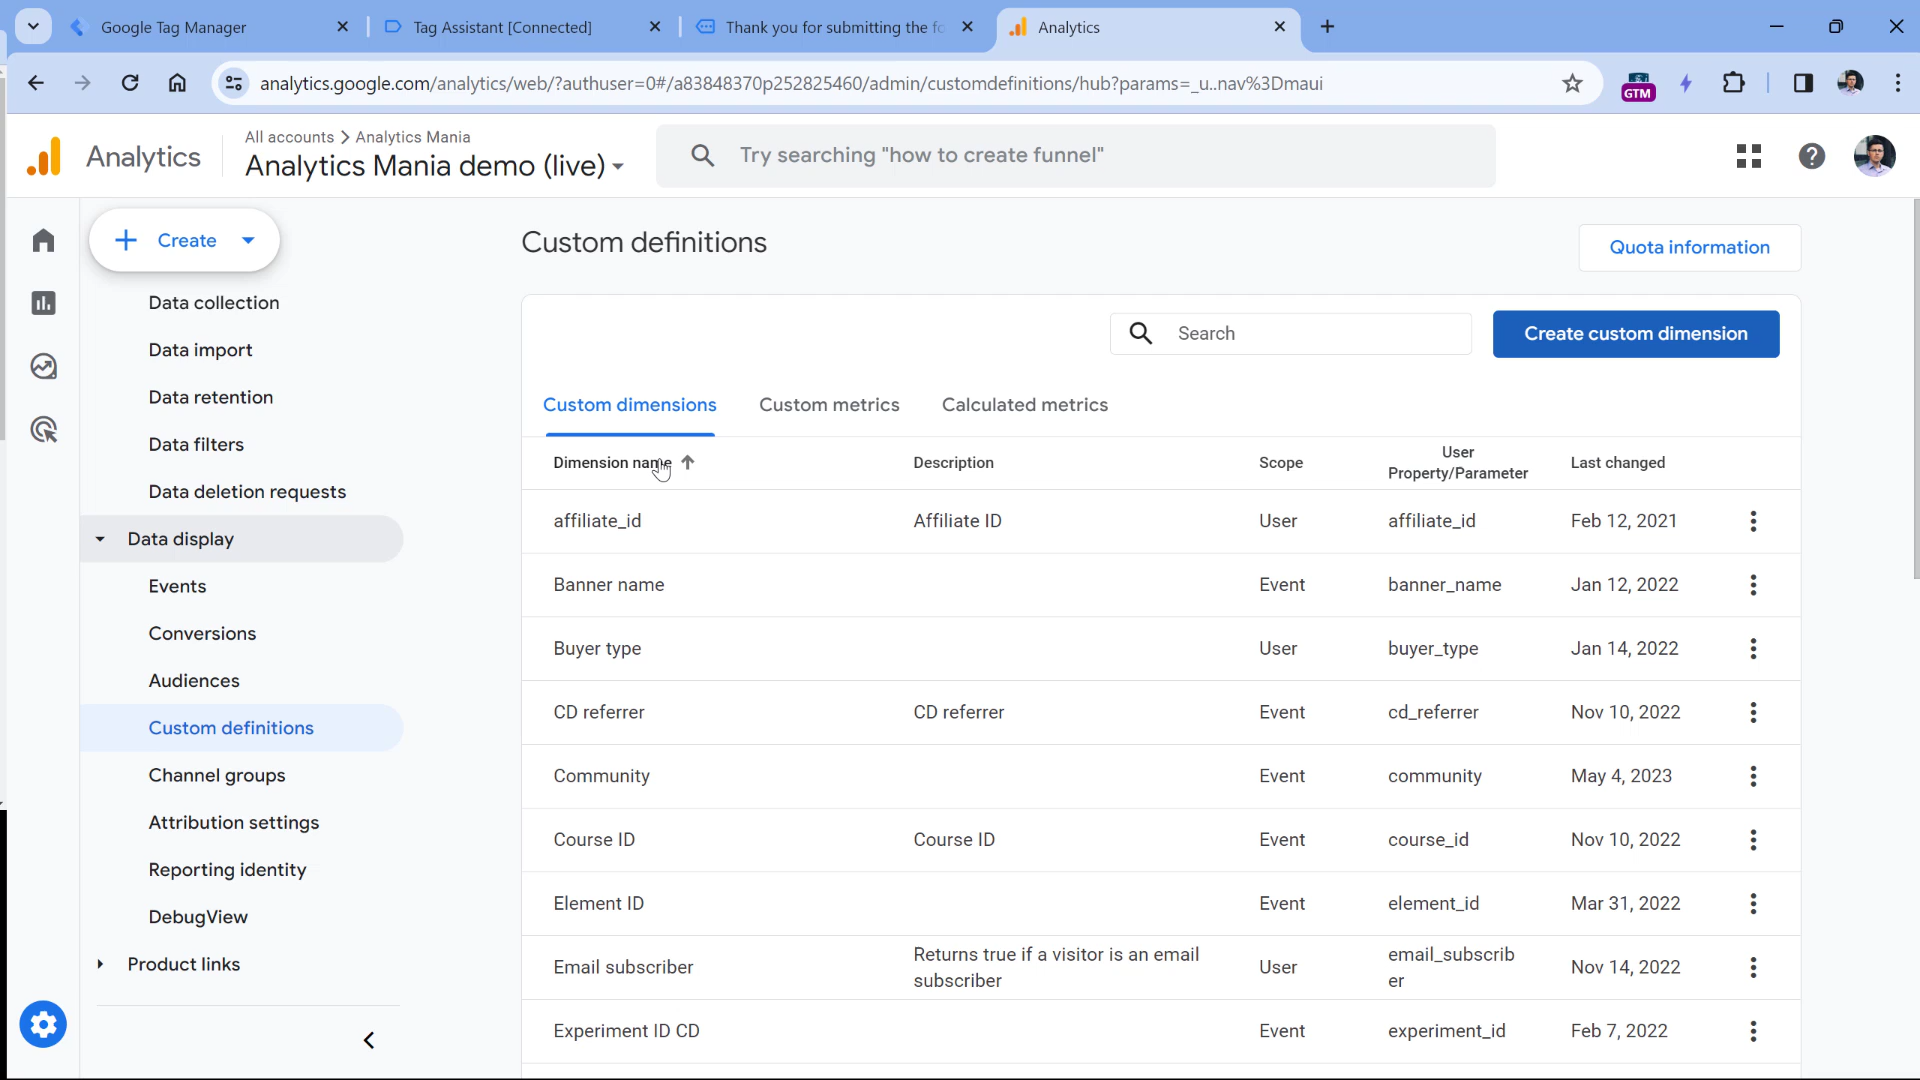 Google Tag Manager
Tag Assistant [Connected]
Thank you for submitting the fo
Analytics
analytics.google.com/analytics/web/?authuser=0#/a83848370p252825460/admin/customdefinitions/hub?params=_u..nav%3Dmaui
GTM
Analytics
All accounts > Analytics Mania
Analytics Mania demo (live)
Try searching "how to create funnel"
Create
Data collection
Data import
Data retention
Data filters
Data deletion requests
Data display
Events
Conversions
Audiences
Custom definitions
Channel groups
Attribution settings
Reporting identity
DebugView
Product links
Custom definitions
Quota information
Search
Create custom dimension
Custom dimensions Custom metrics Calculated metrics
Dimension name Description Scope User Property/Parameter Last changed
affiliate_id Affiliate ID User affiliate_id Feb 12, 2021
Banner name Event banner_name Jan 12, 2022
Buyer type User buyer_type Jan 14, 2022
CD referrer CD referrer Event cd_referrer Nov 10, 2022
Community Event community May 4, 2023
Course ID Course ID Event course_id Nov 10, 2022
Element ID Event element_id Mar 31, 2022
Email subscriber Returns true if a visitor is an email subscriber User email_subscriber Nov 14, 2022
Experiment ID CD Event experiment_id Feb 7, 2022